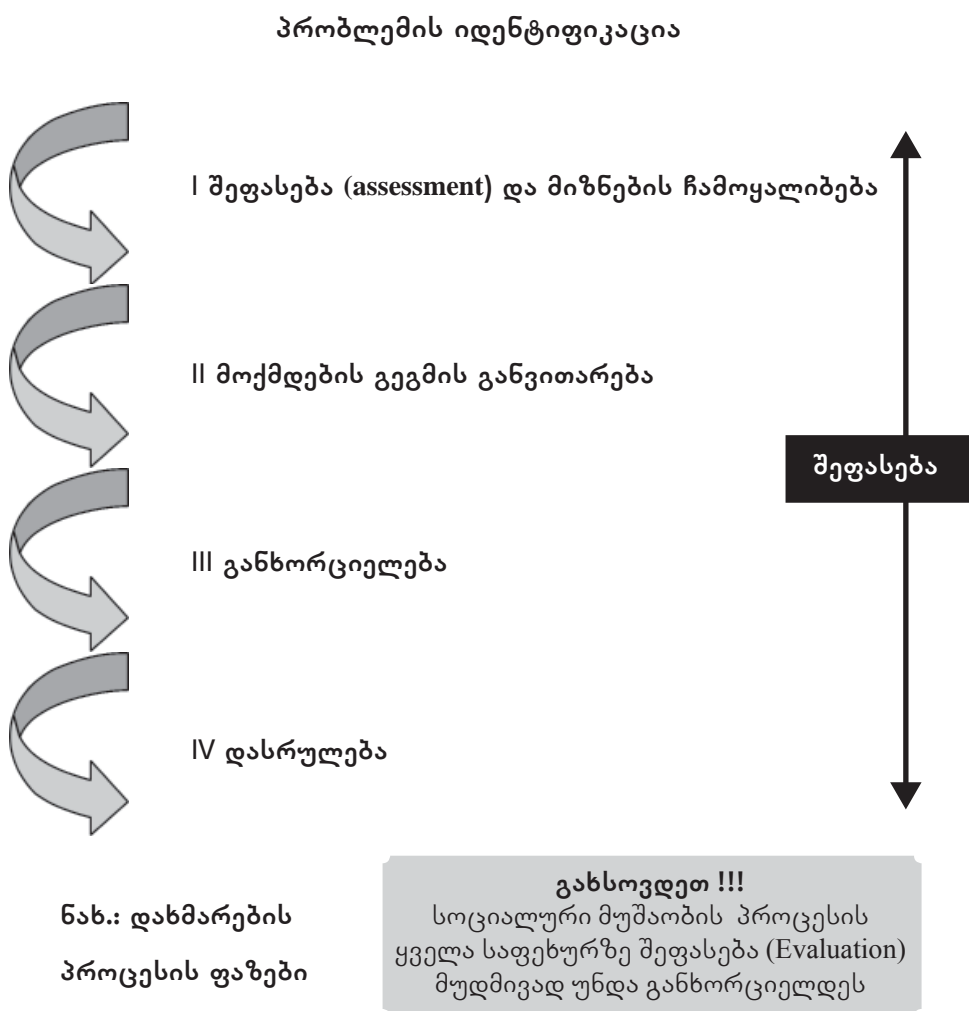 პრობლემის იდენტიფიკაცია
I შეფასება (assessment) და მიზნების ჩამოყალიბება
II მოქმდების გეგმის განვითარება
შეფასება
III განხორციელება
IV დასრულება
ნახ.: დახმარების
პროცესის ფაზები
გახსოვდეთ !!!
სოციალური მუშაობის პროცესის
ყველა საფეხურზე შეფასება (Evaluation)
მუდმივად უნდა განხორციელდეს